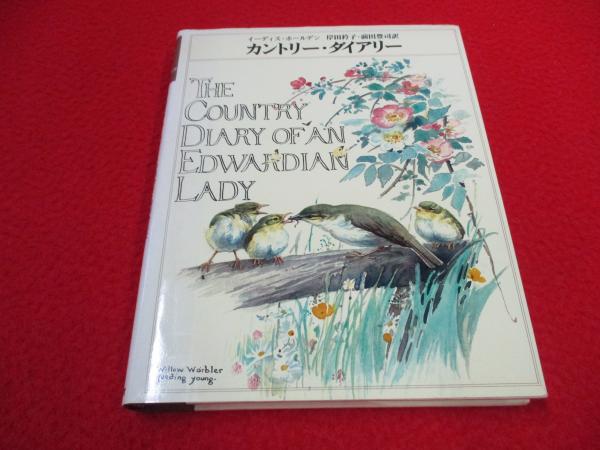 イーディス・ホールデン 岸田衿子・前田豊司訳
カントリー・ダイアリー
THE
COUNTRY
DIARY OF AN
EDWARDIAN
LADY
Willow Warbler
feeding young.